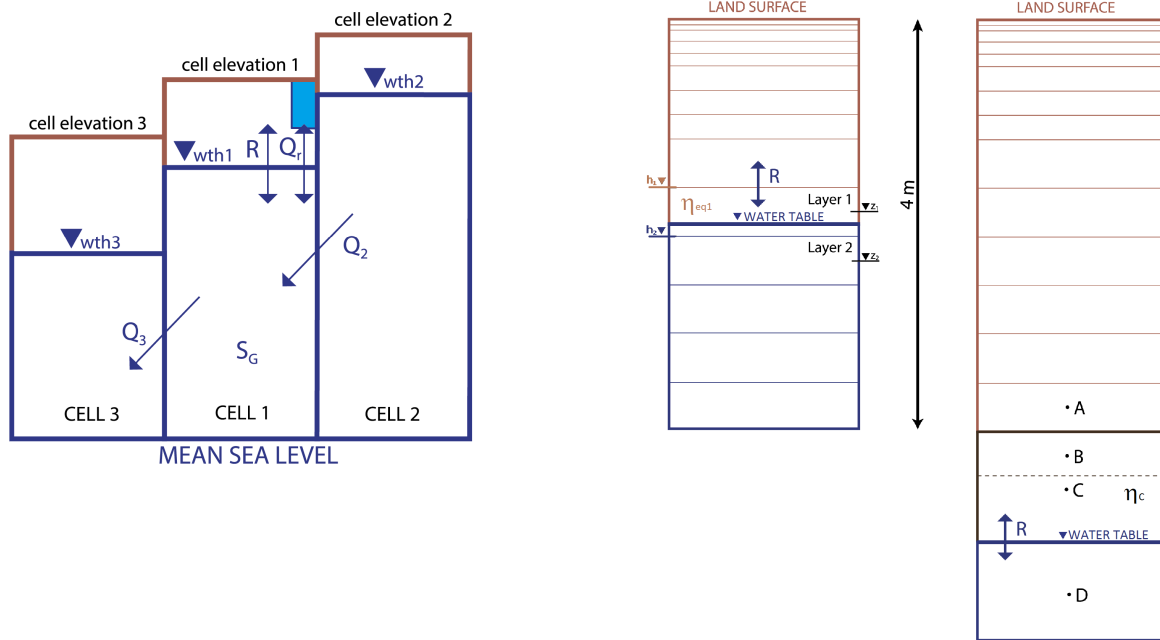 cell elevation 2
cell elevation 1
cell elevation 3
wth2
wth1
wth3
R
Qr
Q2
Q3
SG
CELL 3
CELL 1
CELL 2
MEAN SEA LEVEL
LAND SURFACE
R
h1
ηeq1
Layer 1
z1
WATER TABLE
h2
Layer 2
z2
4 m
LAND SURFACE
A
B
C
ηc
R
WATER TABLE
D